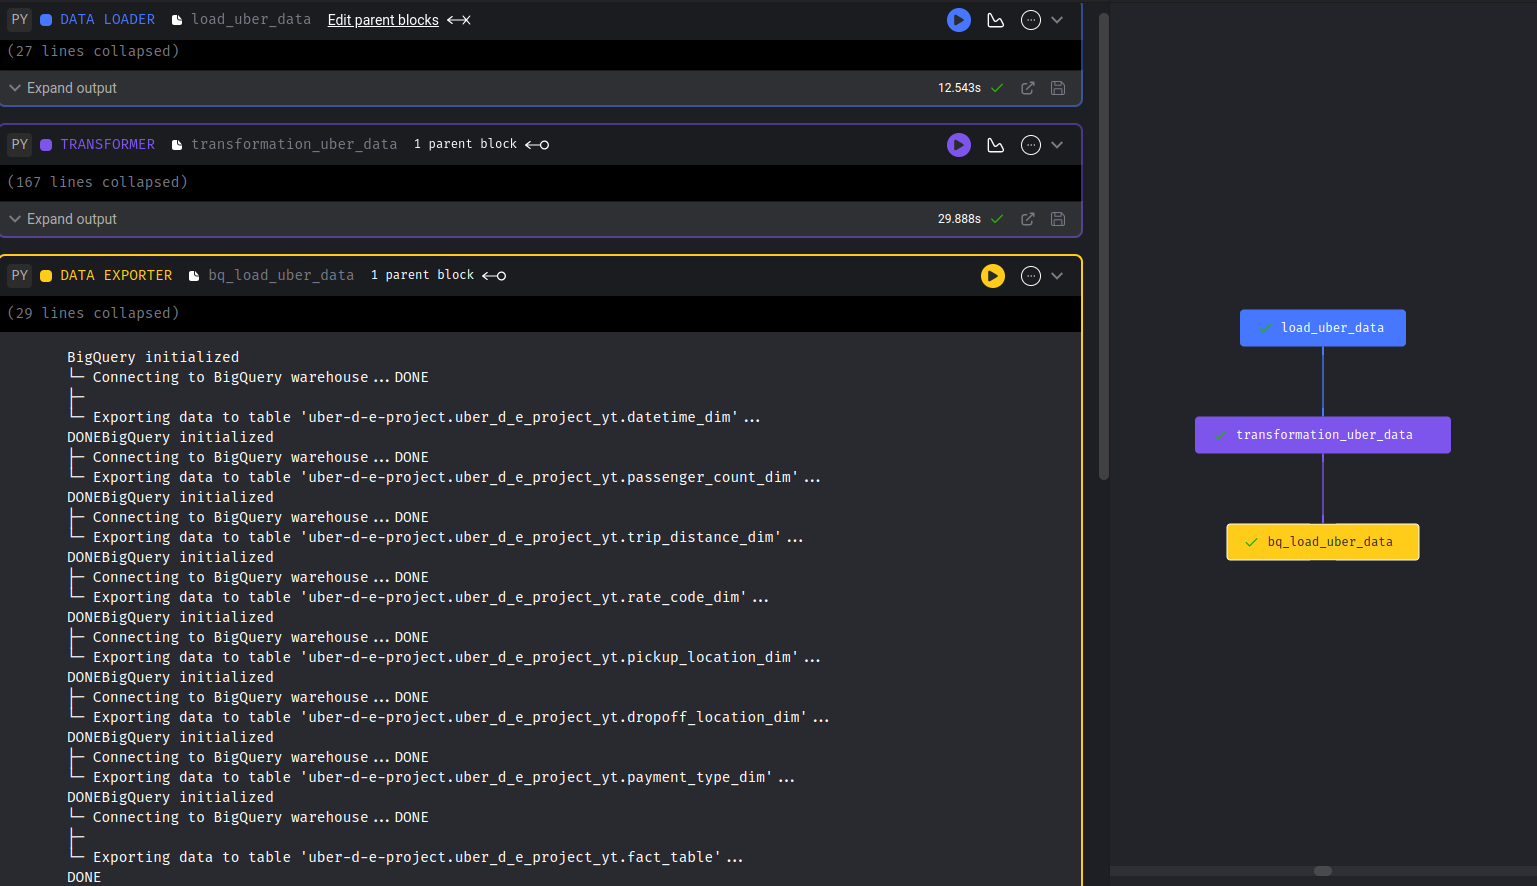 PY DATA LOADER load_uber_data Edit parent blocks
(27 lines collapsed)
Expand output 12.543s
PY TRANSFORMER transformation_uber_data 1 parent block
(167 lines collapsed)
Expand output 29.888s
PY DATA EXPORTER bq_load_uber_data 1 parent block
(29 lines collapsed)
BigQuery initialized
└─ Connecting to BigQuery warehouse...DONE
├─
└─ Exporting data to table 'uber-d-e-project.uber_d_e_project_yt.datetime_dim'...
DONEBigQuery initialized
├─ Connecting to BigQuery warehouse...DONE
└─ Exporting data to table 'uber-d-e-project.uber_d_e_project_yt.passenger_count_dim'...
DONEBigQuery initialized
├─ Connecting to BigQuery warehouse...DONE
└─ Exporting data to table 'uber-d-e-project.uber_d_e_project_yt.trip_distance_dim'...
DONEBigQuery initialized
├─ Connecting to BigQuery warehouse...DONE
└─ Exporting data to table 'uber-d-e-project.uber_d_e_project_yt.rate_code_dim'...
DONEBigQuery initialized
├─ Connecting to BigQuery warehouse...DONE
└─ Exporting data to table 'uber-d-e-project.uber_d_e_project_yt.pickup_location_dim'...
DONEBigQuery initialized
├─ Connecting to BigQuery warehouse...DONE
└─ Exporting data to table 'uber-d-e-project.uber_d_e_project_yt.dropoff_location_dim'...
DONEBigQuery initialized
├─ Connecting to BigQuery warehouse...DONE
└─ Exporting data to table 'uber-d-e-project.uber_d_e_project_yt.payment_type_dim'...
DONEBigQuery initialized
└─ Connecting to BigQuery warehouse...DONE
├─
└─ Exporting data to table 'uber-d-e-project.uber_d_e_project_yt.fact_table'...
DONE
load_uber_data
transformation_uber_data
bq_load_uber_data